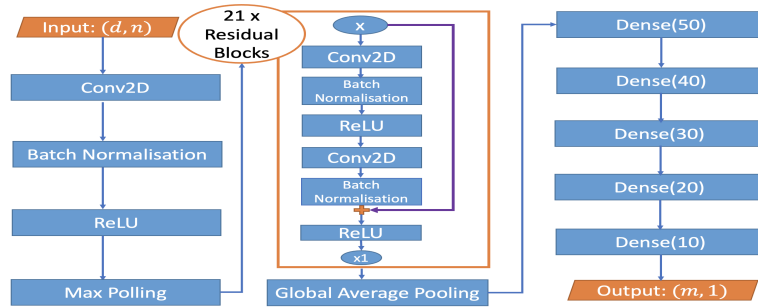 Input: (d, n)
Conv2D
Batch Normalisation
ReLU
Max Polling
21 x
Residual
Blocks
x
Conv2D
Batch
Normalisation
ReLU
Conv2D
Batch
Normalisation
+
ReLU
x1
Global Average Pooling
Dense(50)
Dense(40)
Dense(30)
Dense(20)
Dense(10)
Output: (m, 1)